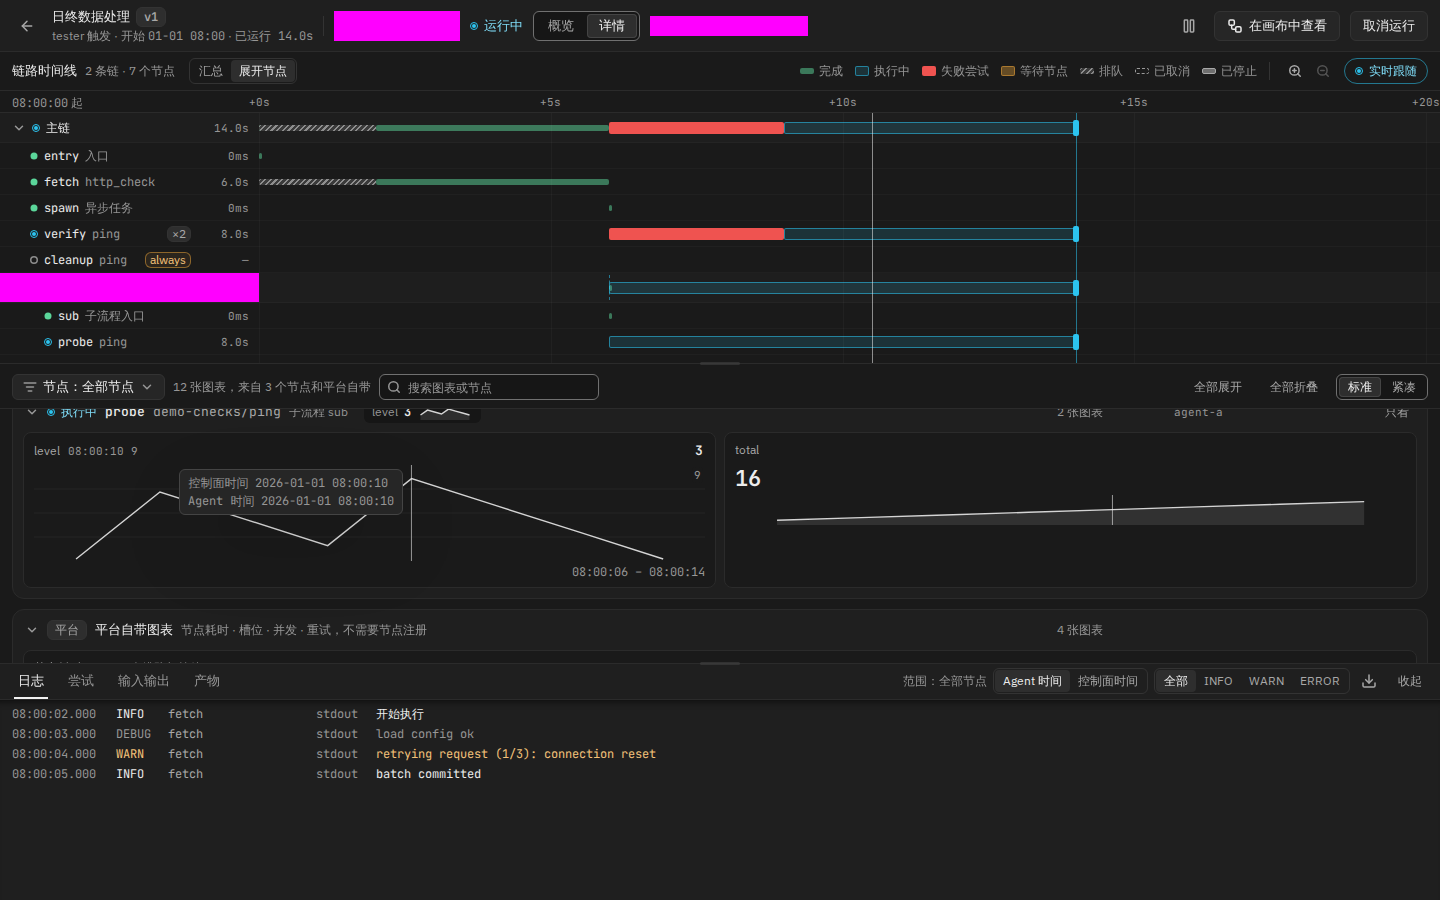 日终数据处理 v1
tester 触发 · 开始 01-01 08:00 · 已运行 14.0s
运行中 概览 详情
在画布中查看 取消运行
链路时间线 2 条链 · 7 个节点 汇总 展开节点
完成 执行中 失败尝试 等待节点 排队 已取消 已停止 实时跟随
08:00:00 起 +0s +5s +10s +15s +20s
主链 14.0s
entry 入口 0ms
fetch http_check 6.0s
spawn 异步任务 0ms
verify ping ×2 8.0s
cleanup ping always —
sub 子流程入口 0ms
probe ping 8.0s
节点：全部节点 12 张图表，来自 3 个节点和平台自带 搜索图表或节点 全部展开 全部折叠 标准 紧凑
执行中 probe demo-checks/ping 子流程 sub level 3 2 张图表 agent-a 只看
level 08:00:10 9 3
9
控制面时间 2026-01-01 08:00:10
Agent 时间 2026-01-01 08:00:10
08:00:06 – 08:00:14
total
16
平台 平台自带图表 节点耗时 · 槽位 · 并发 · 重试，不需要节点注册 4 张图表
日志 尝试 输入输出 产物 范围：全部节点 Agent 时间 控制面时间 全部 INFO WARN ERROR 收起
08:00:02.000 INFO fetch stdout 开始执行
08:00:03.000 DEBUG fetch stdout load config ok
08:00:04.000 WARN fetch stdout retrying request (1/3): connection reset
08:00:05.000 INFO fetch stdout batch committed